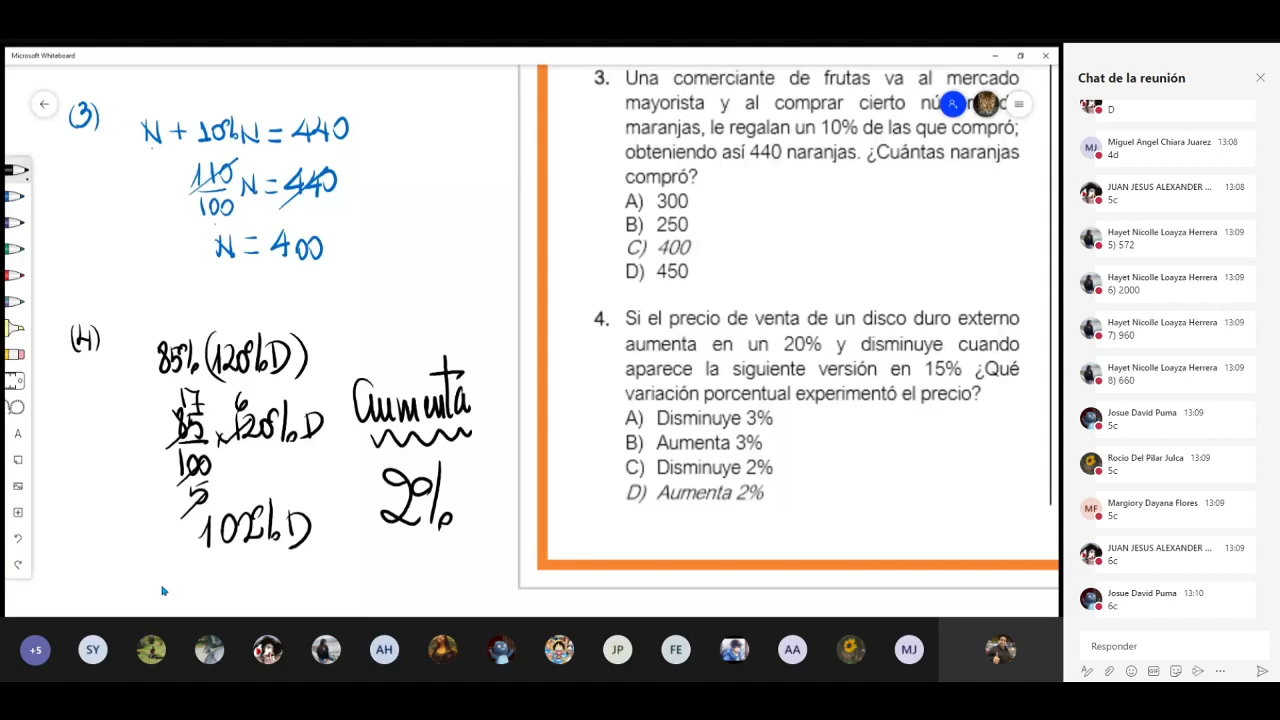 Microsoft Whiteboard
(3)
N + 10%N = 440
110/100 N = 440
N = 400
(4)
85%(120%D)
17 6
85/100 x 120%D
5
102%D
Aumenta
2%
3. Una comerciante de frutas va al mercado
mayorista y al comprar cierto
maranjas, le regalan un 10% de las que compró;
obteniendo así 440 naranjas. ¿Cuántas naranjas
compró?
A) 300
B) 250
C) 400
D) 450
4. Si el precio de venta de un disco duro externo
aumenta en un 20% y disminuye cuando
aparece la siguiente versión en 15% ¿Qué
variación porcentual experimentó el precio?
A) Disminuye 3%
B) Aumenta 3%
C) Disminuye 2%
D) Aumenta 2%
Chat de la reunión
D
MJ
Miguel Angel Chiara Juarez 13:08
4d
JUAN JESUS ALEXANDER ... 13:08
5c
Hayet Nicolle Loayza Herrera 13:09
5) 572
Hayet Nicolle Loayza Herrera 13:09
6) 2000
Hayet Nicolle Loayza Herrera 13:09
7) 960
Hayet Nicolle Loayza Herrera 13:09
8) 660
Josue David Puma 13:09
5c
Rocio Del Pilar Julca 13:09
5c
MF
Margiory Dayana Flores 13:09
5c
JUAN JESUS ALEXANDER ... 13:09
6c
Josue David Puma 13:10
6c
Responder
GIF
A
+5 SY AH JP FE AA MJ